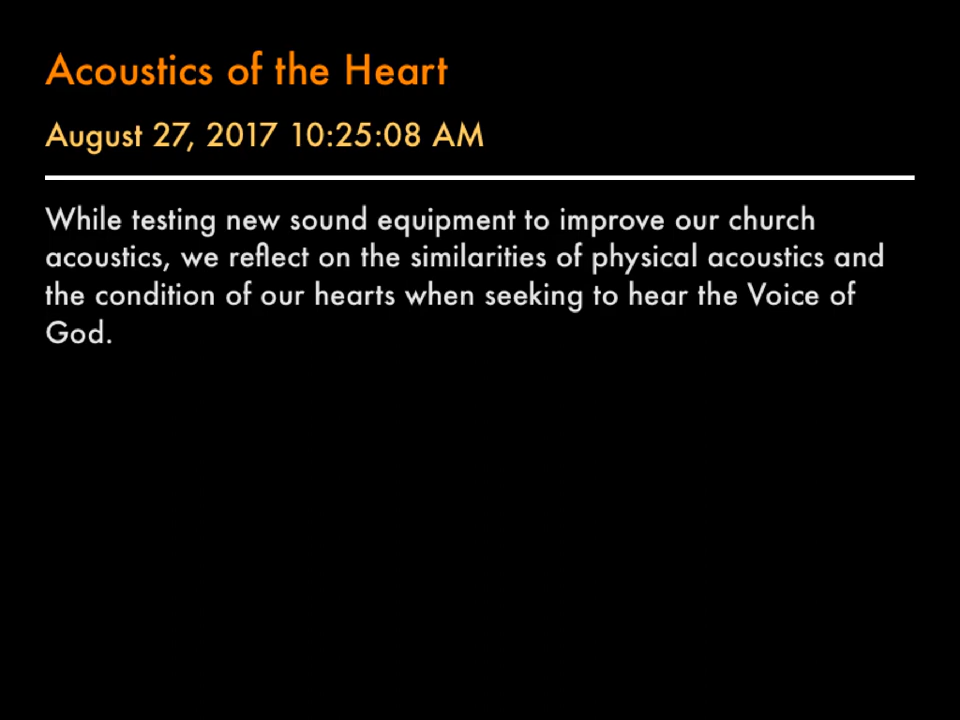 Acoustics of the Heart
August 27, 2017 10:25:08 AM
While testing new sound equipment to improve our church
acoustics, we reflect on the similarities of physical acoustics and
the condition of our hearts when seeking to hear the Voice of
God.